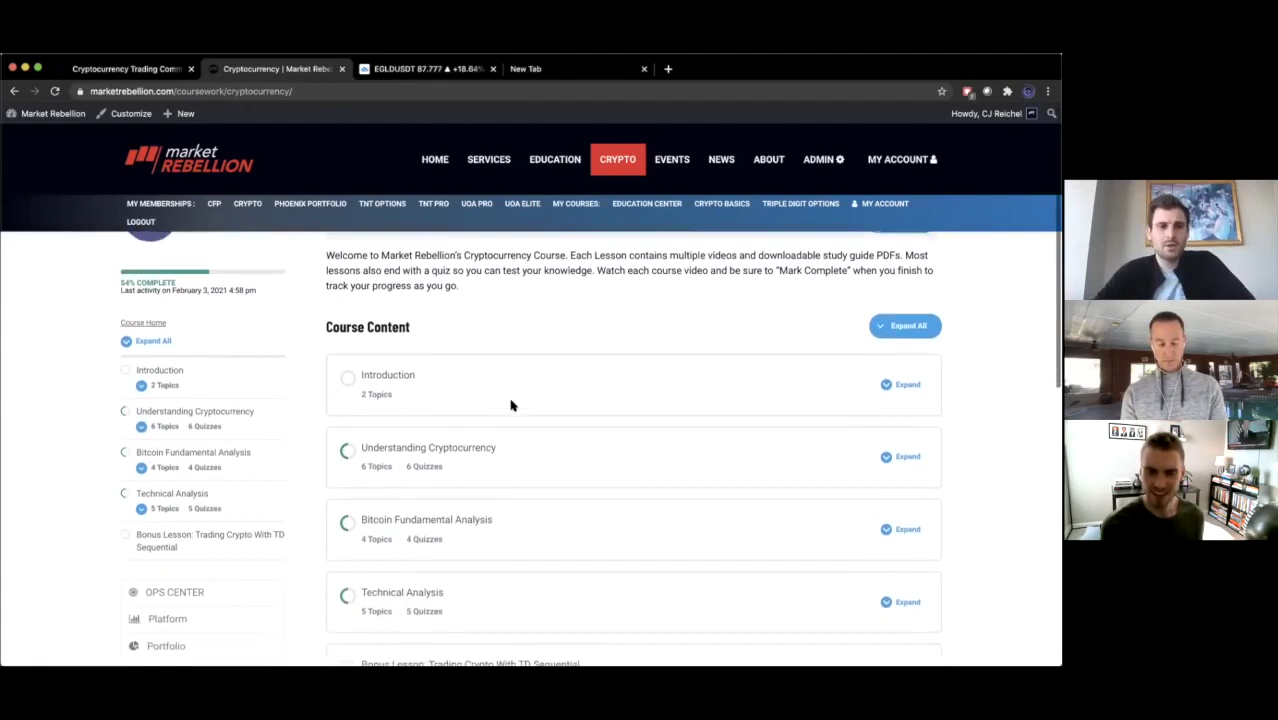 Cryptocurrency Trading Comm
Cryptocurrency | Market Rebe
EGLDUSDT 87.777 ▲ +18.64%
New Tab
marketrebellion.com/coursework/cryptocurrency/
Market Rebellion
Customize
New
Howdy, CJ Reichel
market
REBELLION
HOME
SERVICES
EDUCATION
CRYPTO
EVENTS
NEWS
ABOUT
ADMIN
MY ACCOUNT
MY MEMBERSHIPS :
CFP
CRYPTO
PHOENIX PORTFOLIO
TNT OPTIONS
TNT PRO
UOA PRO
UOA ELITE
MY COURSES:
EDUCATION CENTER
CRYPTO BASICS
TRIPLE DIGIT OPTIONS
MY ACCOUNT
LOGOUT
54% COMPLETE
Last activity on February 3, 2021 4:58 pm
Course Home
Expand All
Introduction
2 Topics
Understanding Cryptocurrency
6 Topics 6 Quizzes
Bitcoin Fundamental Analysis
4 Topics 4 Quizzes
Technical Analysis
5 Topics 5 Quizzes
Bonus Lesson: Trading Crypto With TD
Sequential
OPS CENTER
Platform
Portfolio
Welcome to Market Rebellion's Cryptocurrency Course. Each Lesson contains multiple videos and downloadable study guide PDFs. Most
lessons also end with a quiz so you can test your knowledge. Watch each course video and be sure to "Mark Complete" when you finish to
track your progress as you go.
Course Content
Expand All
Introduction
2 Topics
Expand
Understanding Cryptocurrency
6 Topics 6 Quizzes
Expand
Bitcoin Fundamental Analysis
4 Topics 4 Quizzes
Expand
Technical Analysis
5 Topics 5 Quizzes
Expand
Bonus Lesson: Trading Crypto With TD Sequential